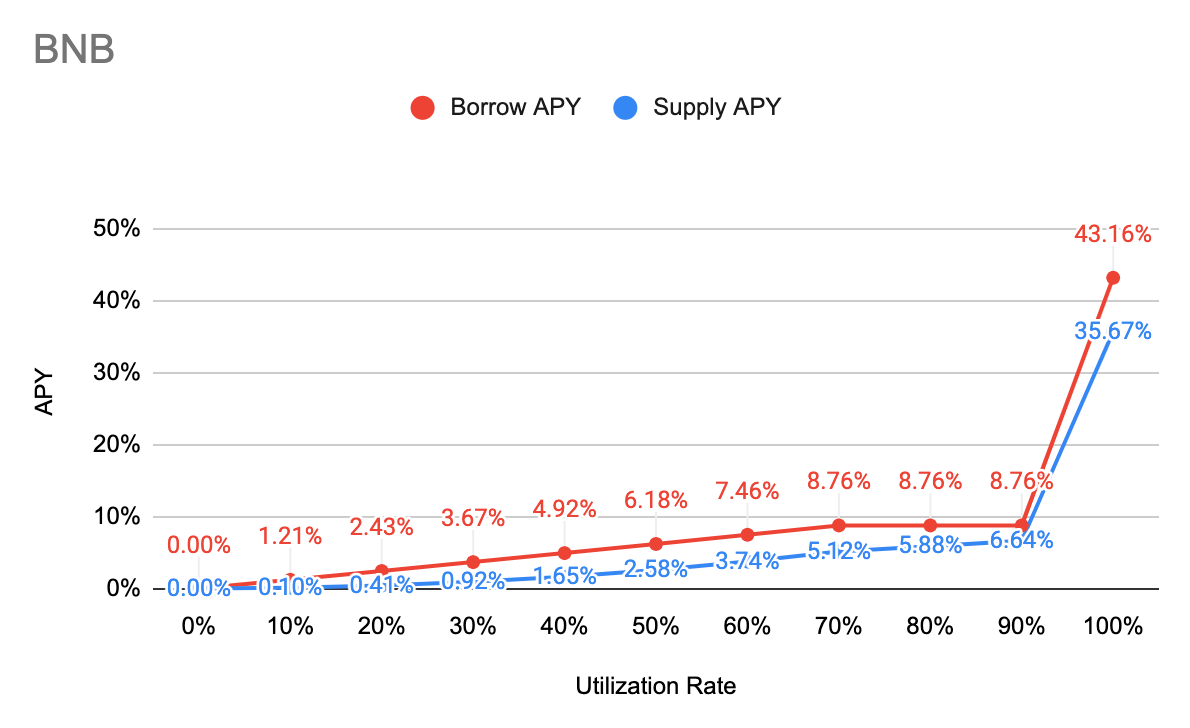 BNB
Borrow APY Supply APY
50%
40%
30%
20%
10%
0%
APY
43.16%
35.67%
0.00% 1.21% 2.43% 3.67% 4.92% 6.18% 7.46% 8.76% 8.76% 8.76%
0.00% 0.10% 0.41% 0.92% 1.65% 2.58% 3.74% 5.12% 5.88% 6.64%
0% 10% 20% 30% 40% 50% 60% 70% 80% 90% 100%
Utilization Rate